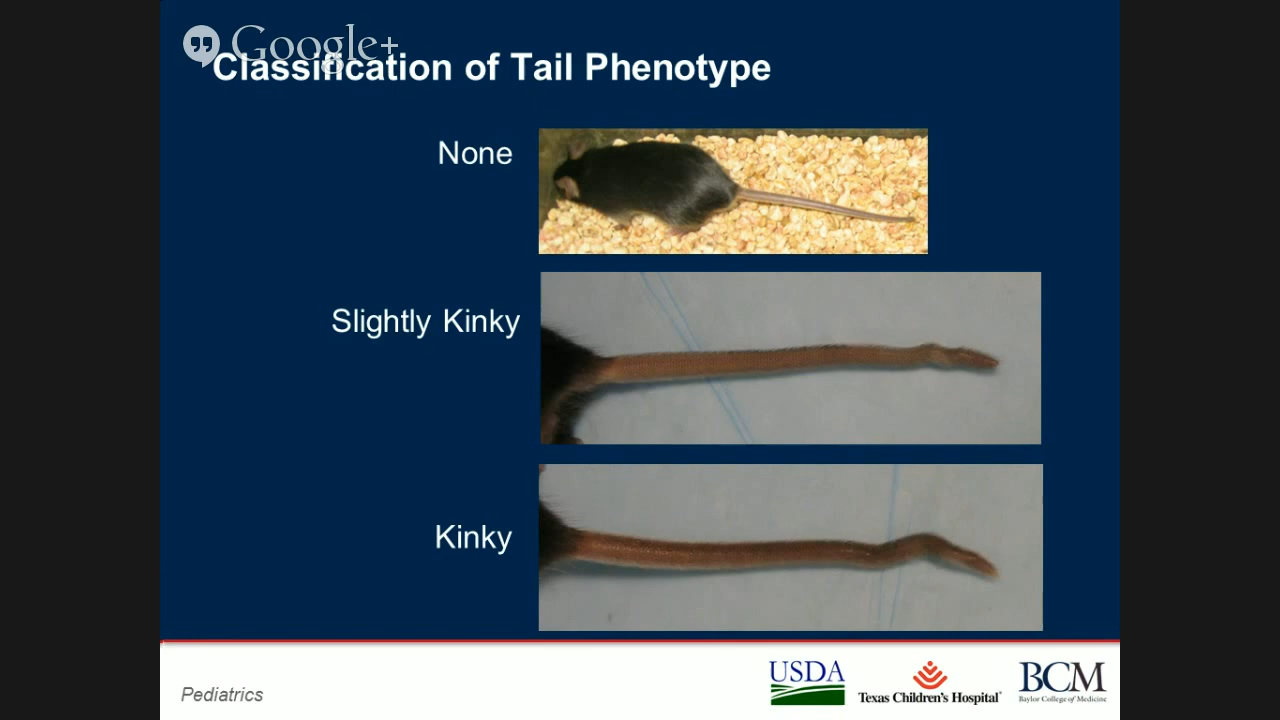 Google+
Classification of Tail Phenotype
None
Slightly Kinky
Kinky
Pediatrics
USDA
Texas Children's Hospital
BCM
Baylor College of Medicine